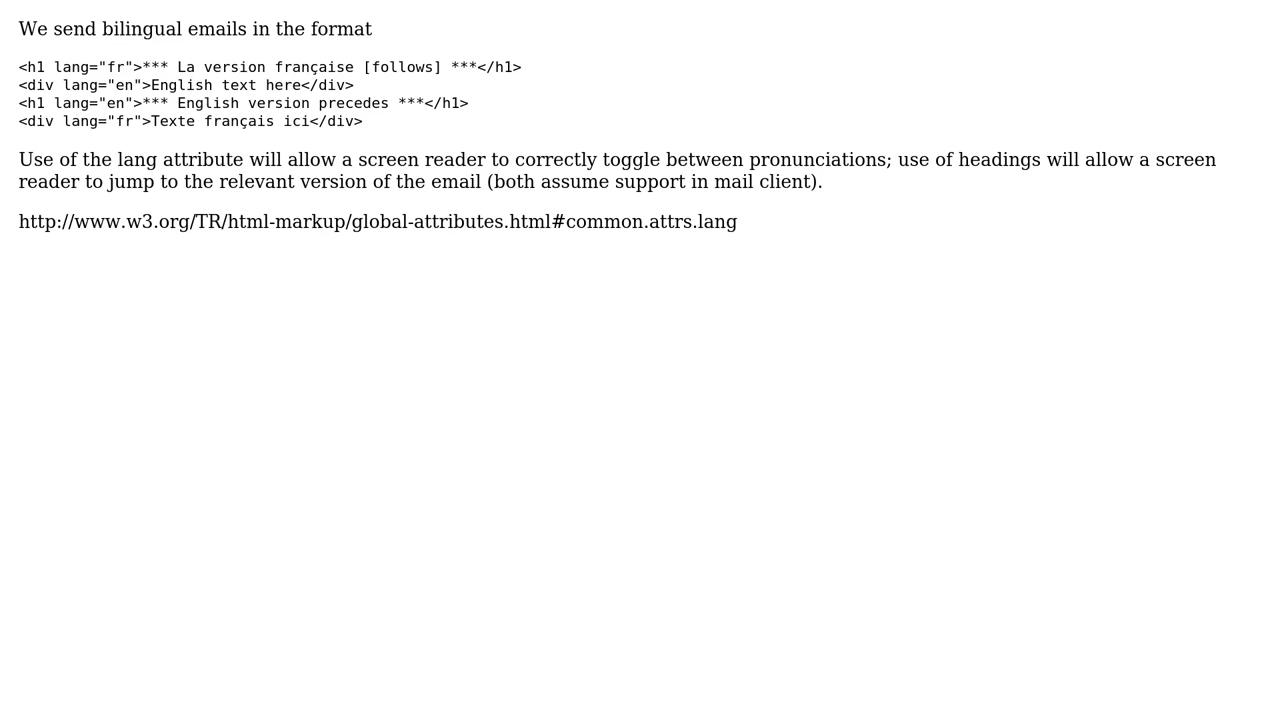 We send bilingual emails in the format
<h1 lang="fr">*** La version française [follows] ***</h1>
<div lang="en">English text here</div>
<h1 lang="en">*** English version precedes ***</h1>
<div lang="fr">Texte français ici</div>
Use of the lang attribute will allow a screen reader to correctly toggle between pronunciations; use of headings will allow a screen
reader to jump to the relevant version of the email (both assume support in mail client).
http://www.w3.org/TR/html-markup/global-attributes.html#common.attrs.lang